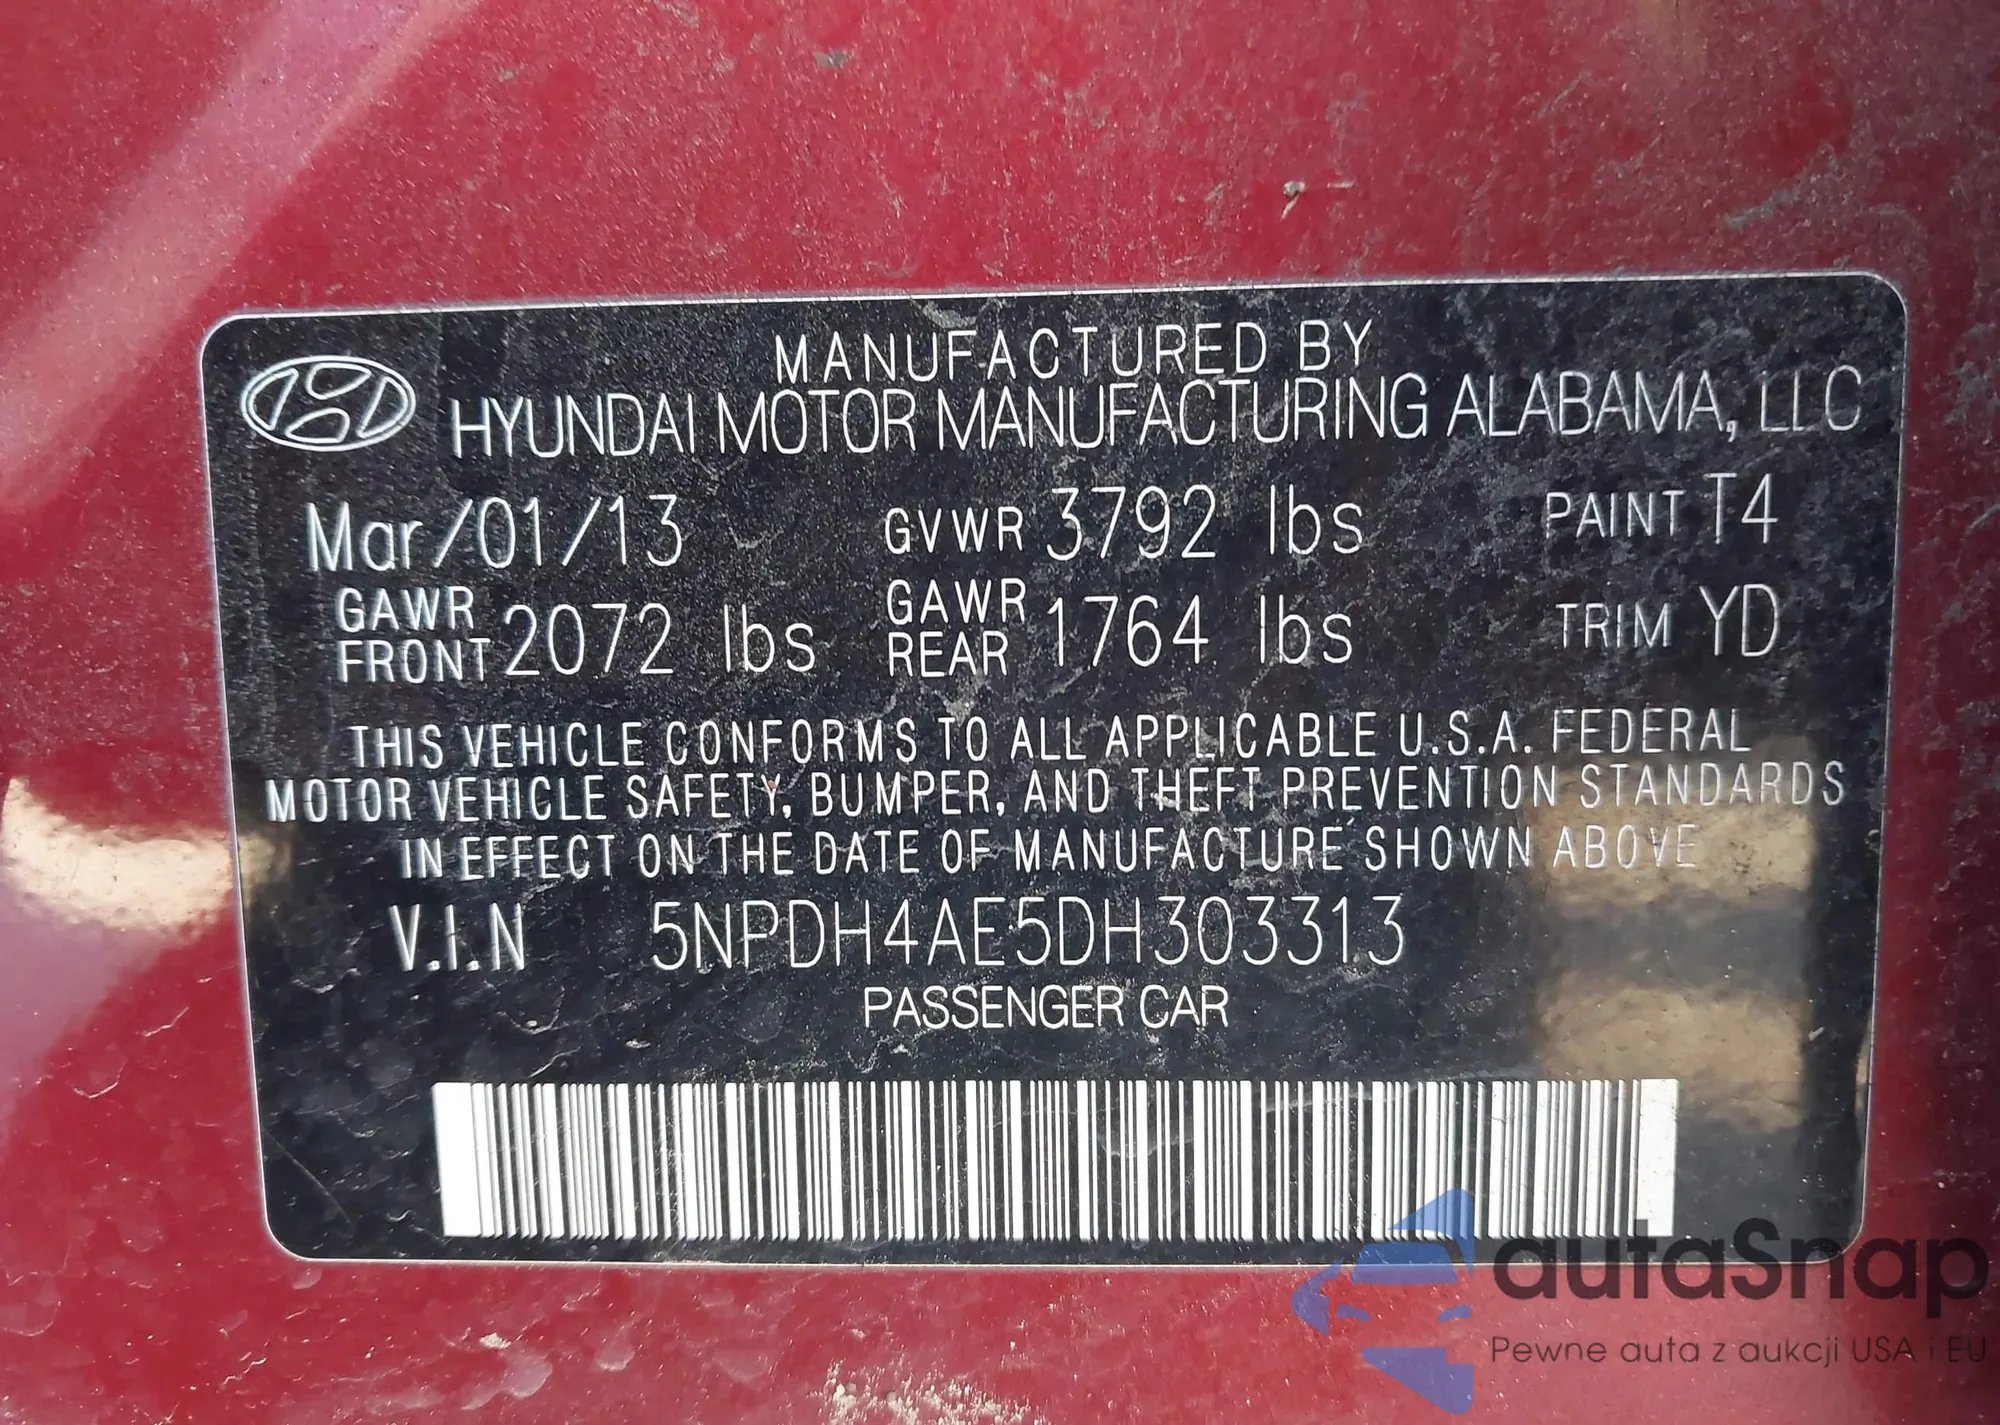 MANUFACTURED BY
HYUNDAI MOTOR MANUFACTURING ALABAMA, LLC
Mar/01/13 GVWR 3792 lbs PAINT T4
GAWR FRONT 2072 lbs GAWR REAR 1764 lbs TRIM YD
THIS VEHICLE CONFORMS TO ALL APPLICABLE U.S.A. FEDERAL
MOTOR VEHICLE SAFETY, BUMPER, AND THEFT PREVENTION STANDARDS
IN EFFECT ON THE DATE OF MANUFACTURE SHOWN ABOVE
V.I.N 5NPDH4AE5DH303313
PASSENGER CAR
autaSnap
Pewne auta z aukcji USA i EU